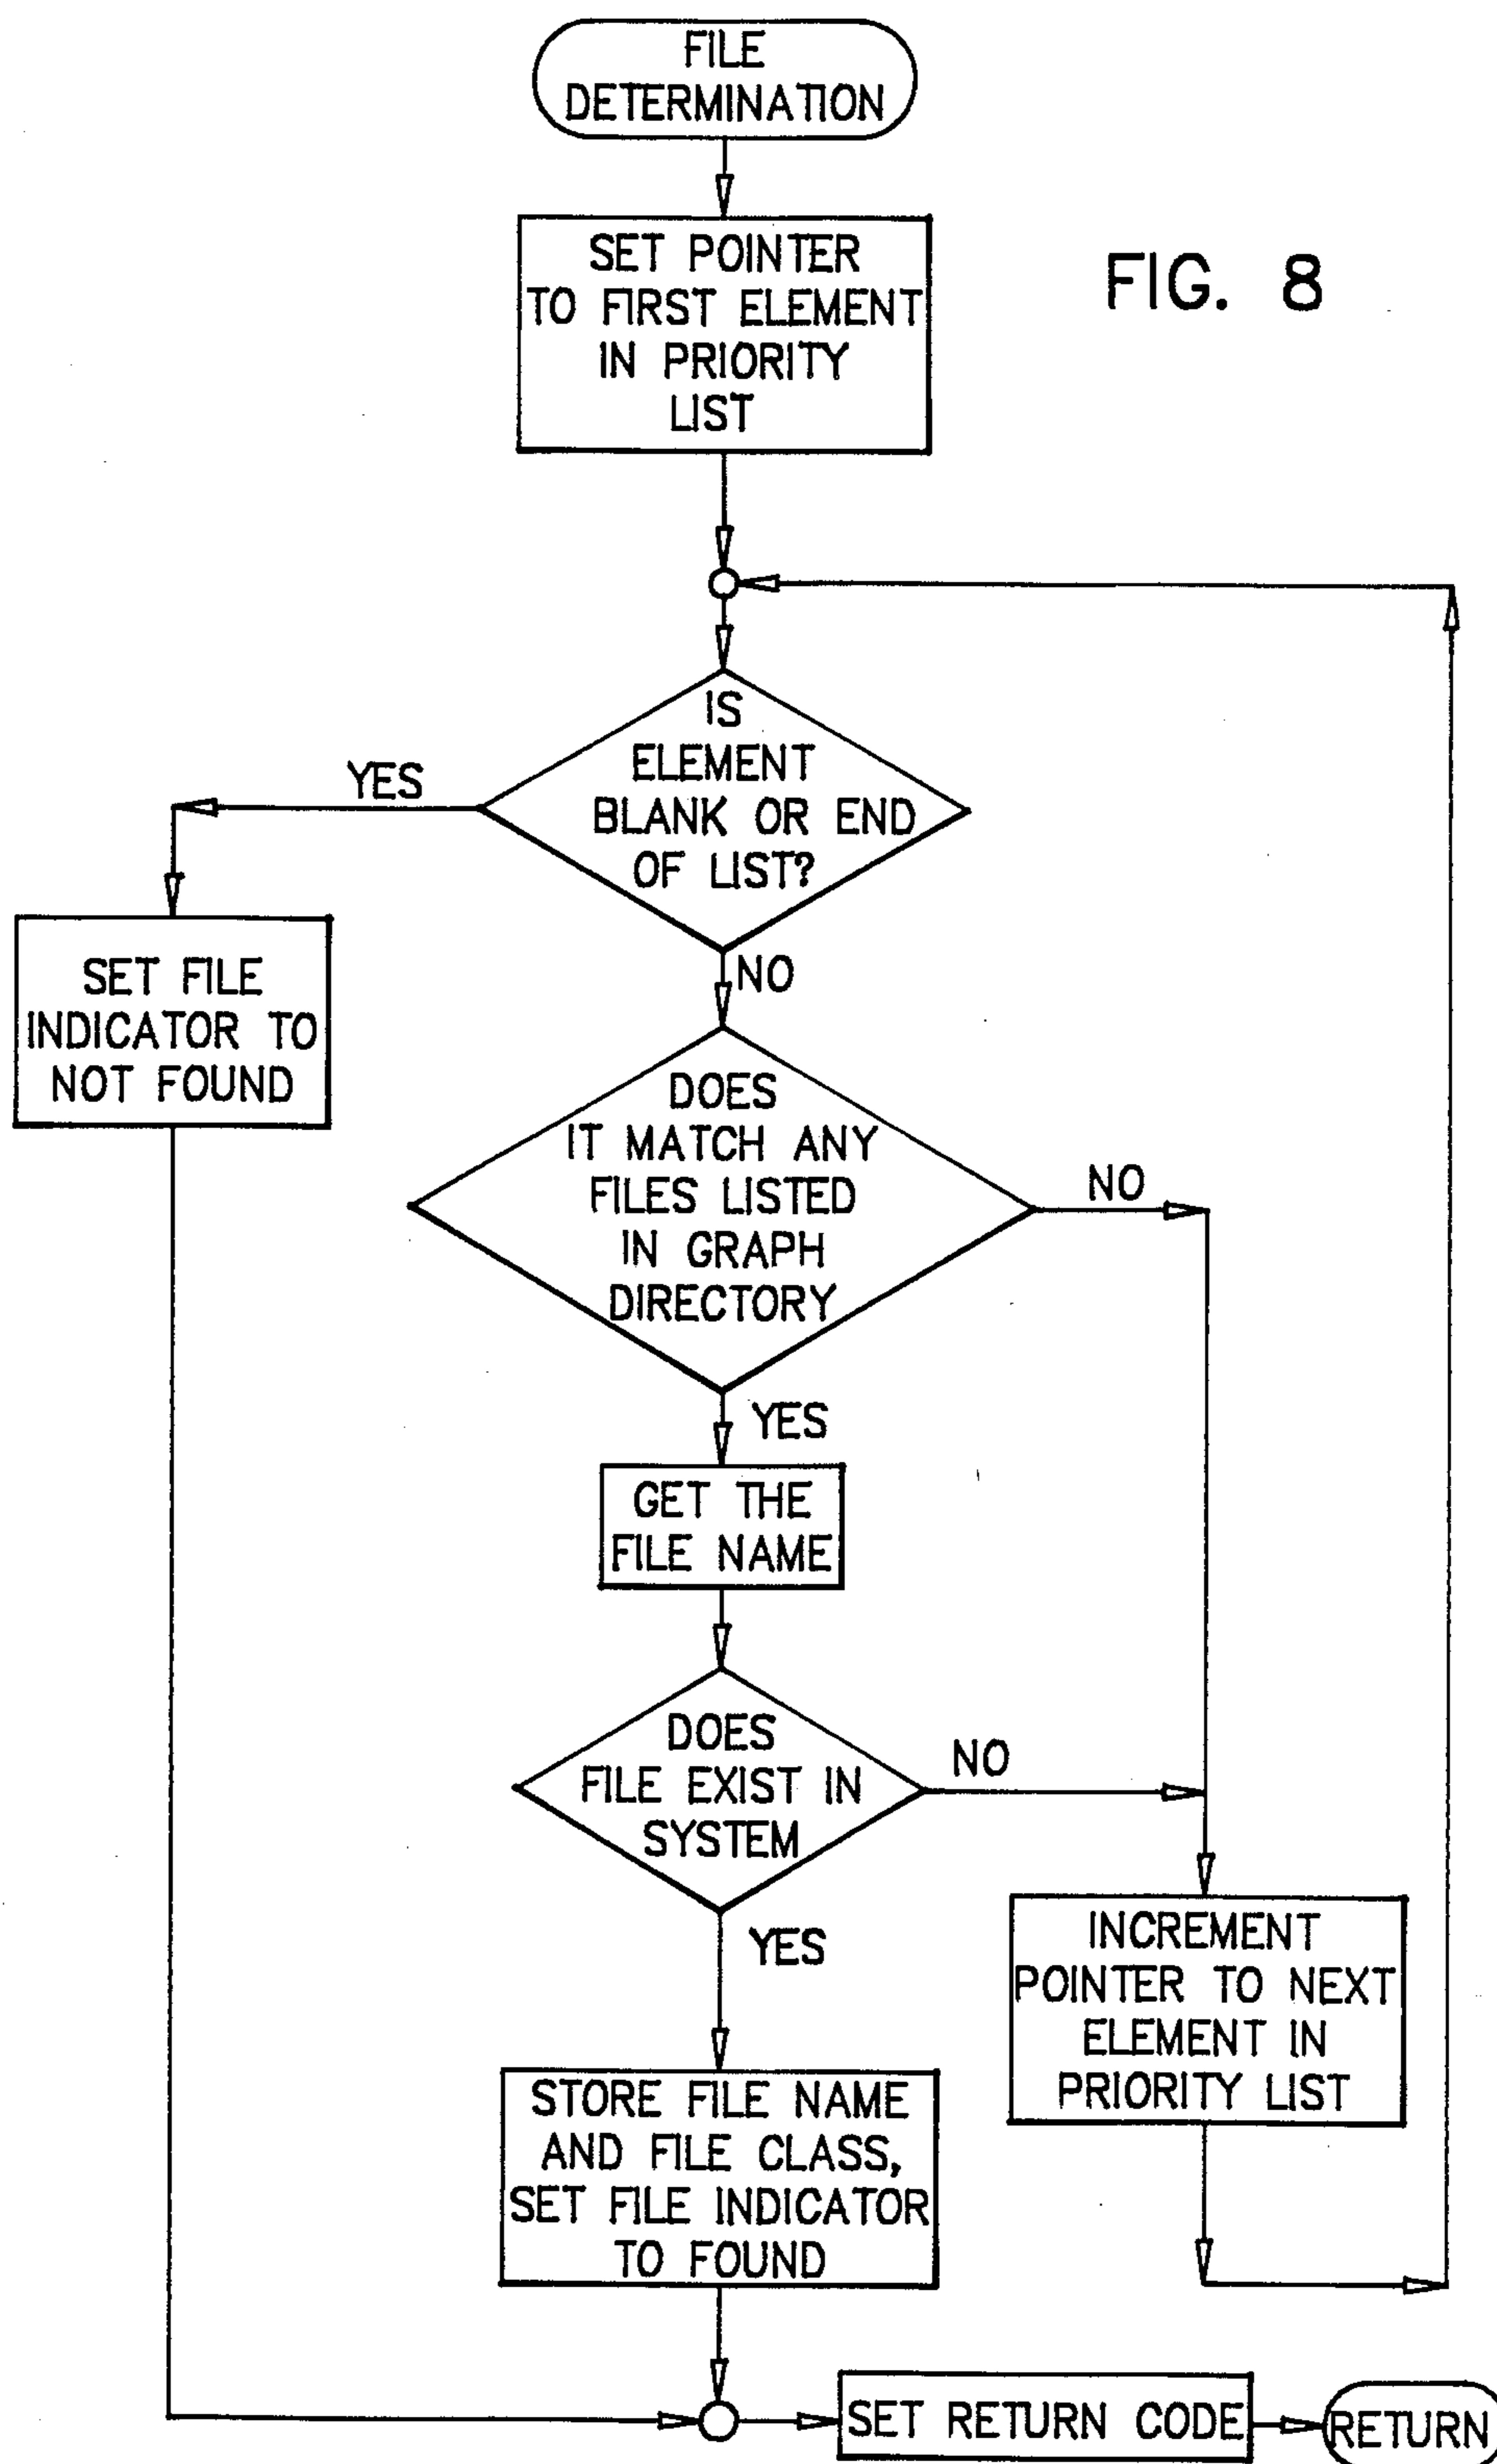 FILE
DETERMINATION
SET POINTER
TO FIRST ELEMENT
IN PRIORITY
LIST
FIG. 8
IS
ELEMENT
BLANK OR END
OF LIST?
YES
NO
SET FILE
INDICATOR TO
NOT FOUND
DOES
IT MATCH ANY
FILES LISTED
IN GRAPH
DIRECTORY
NO
YES
GET THE
FILE NAME
DOES
FILE EXIST IN
SYSTEM
NO
YES
INCREMENT
POINTER TO NEXT
ELEMENT IN
PRIORITY LIST
STORE FILE NAME
AND FILE CLASS,
SET FILE INDICATOR
TO FOUND
SET RETURN CODE
RETURN